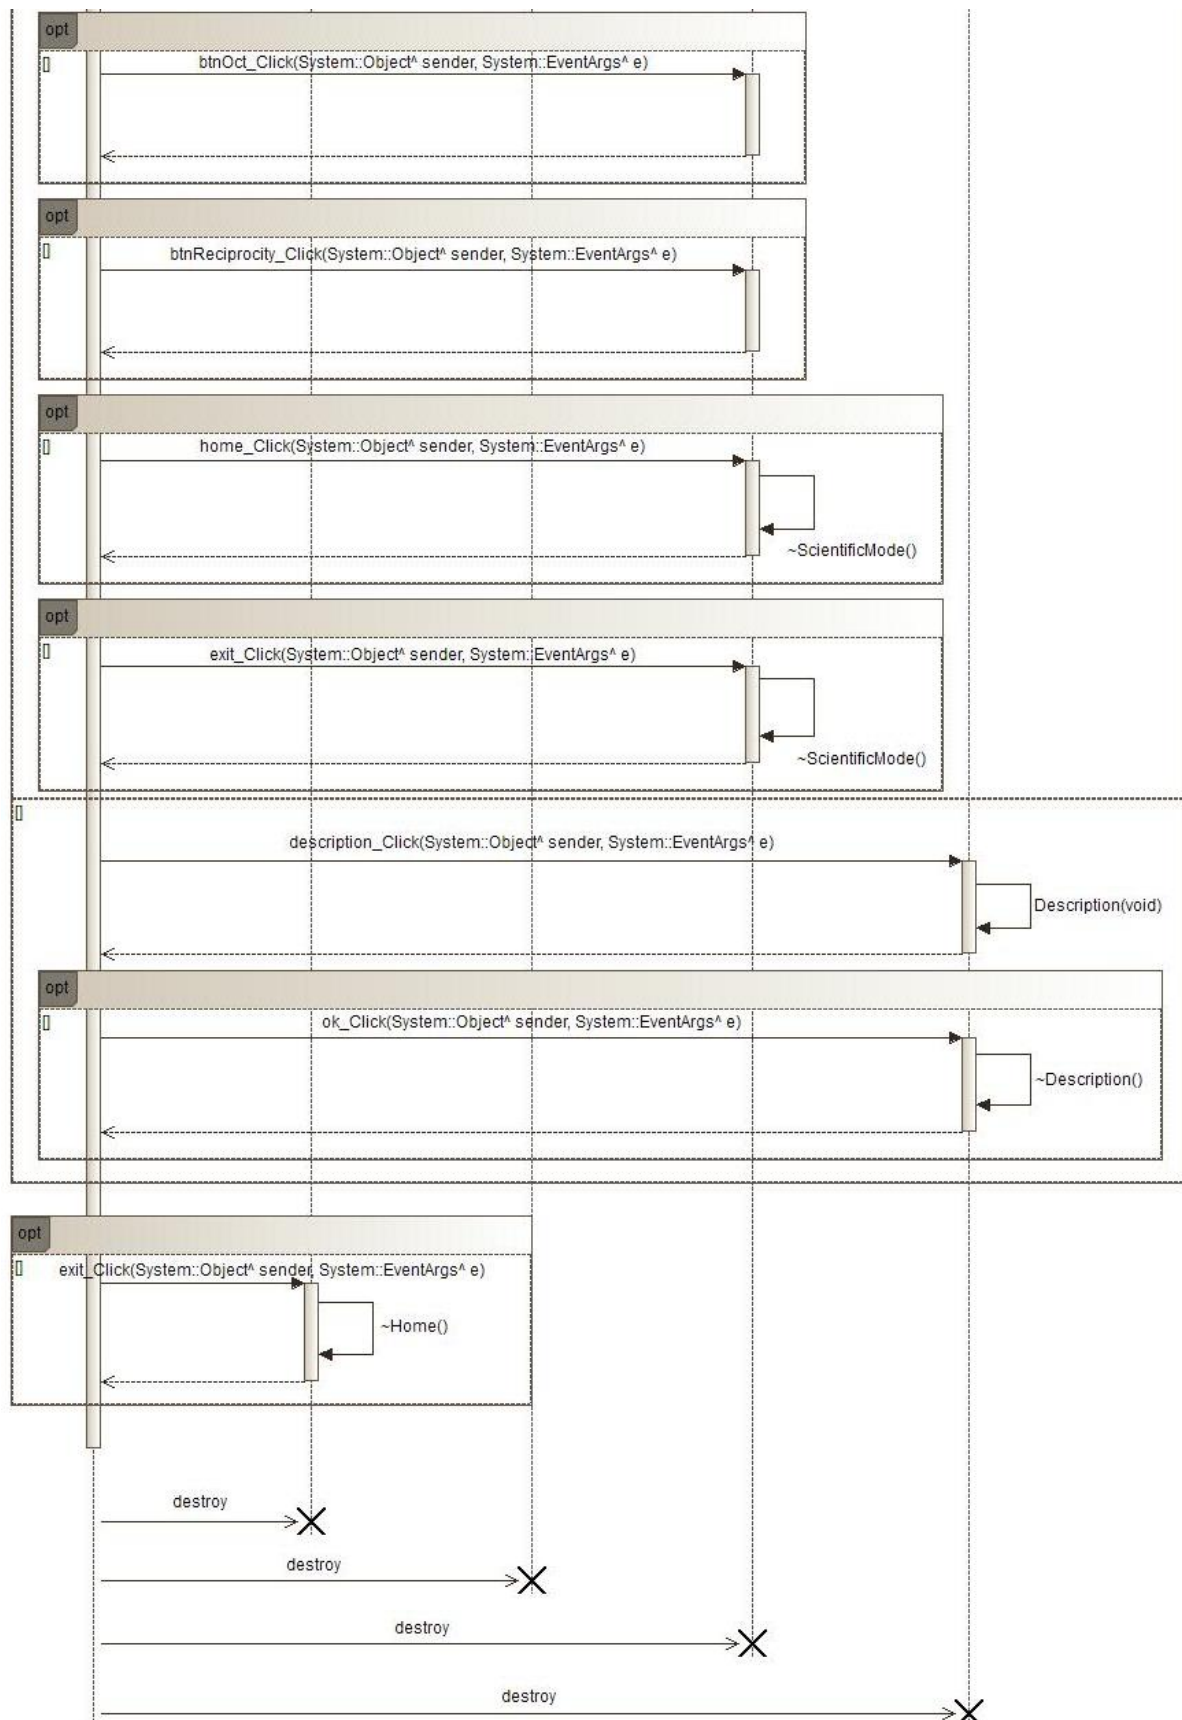 opt
[]
btnOct_Click(System::Object^ sender, System::EventArgs^ e)
opt
[]
btnReciprocity_Click(System::Object^ sender, System::EventArgs^ e)
opt
[]
home_Click(System::Object^ sender, System::EventArgs^ e)
~ScientificMode()
opt
[]
exit_Click(System::Object^ sender, System::EventArgs^ e)
~ScientificMode()
[]
description_Click(System::Object^ sender, System::EventArgs^ e)
Description(void)
opt
[]
ok_Click(System::Object^ sender, System::EventArgs^ e)
~Description()
opt
[]
exit_Click(System::Object^ sender, System::EventArgs^ e)
~Home()
destroy
destroy
destroy
destroy